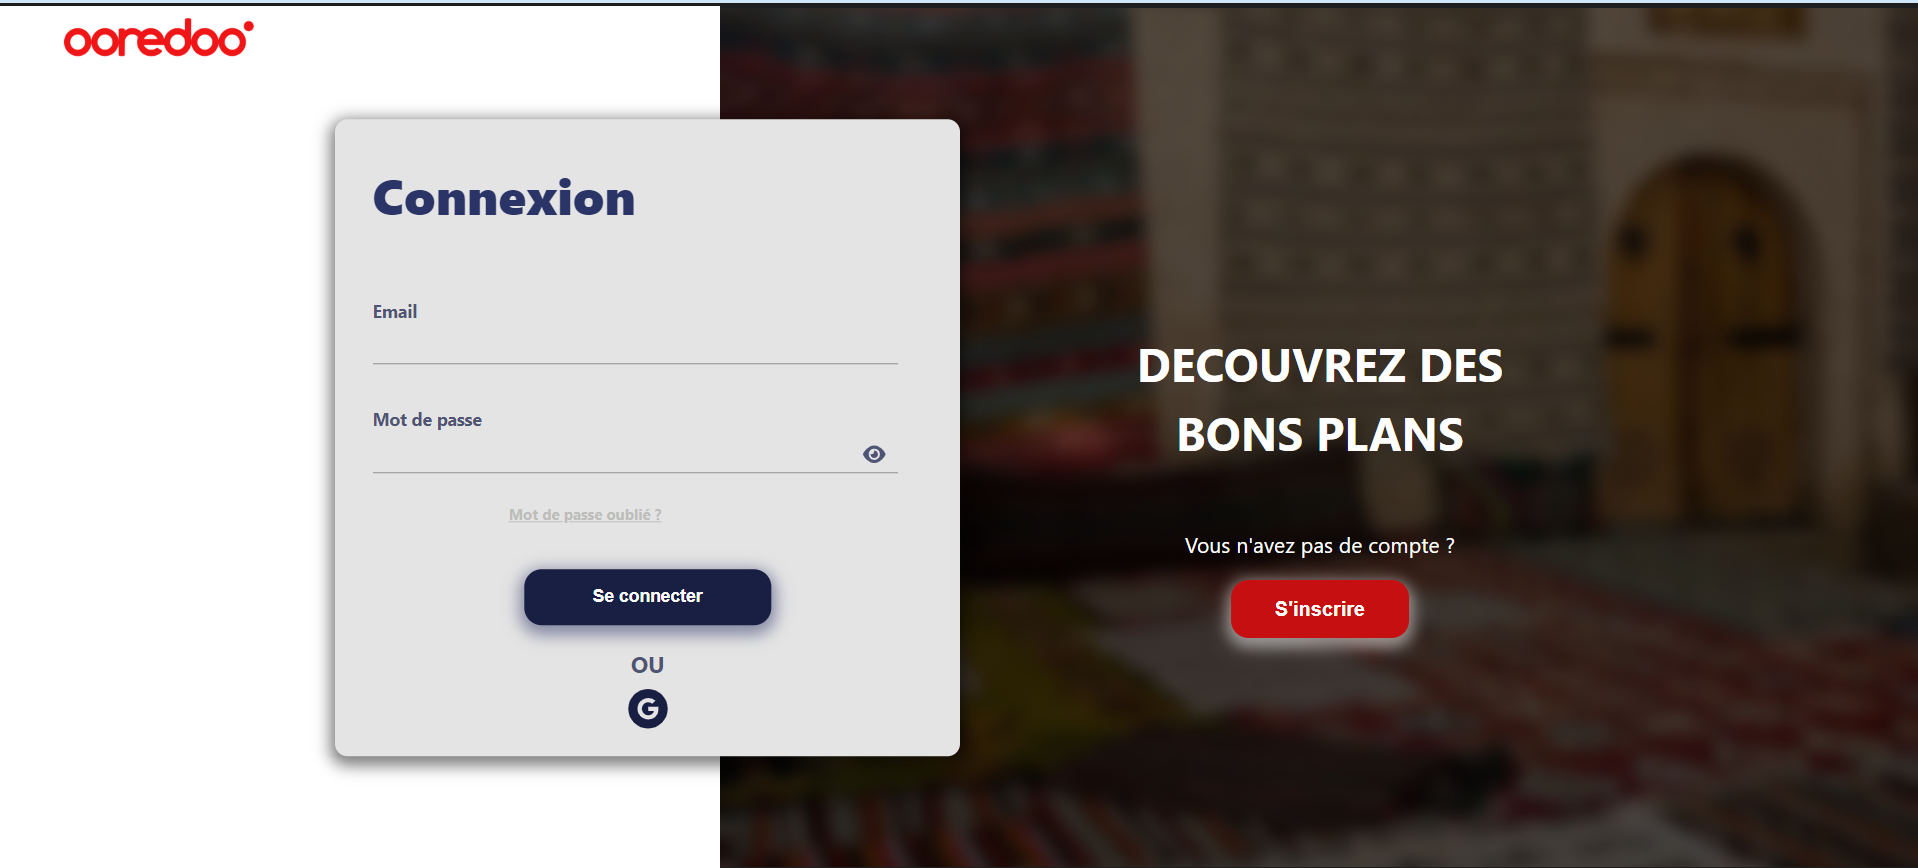 ooredoo
Connexion
Email
Mot de passe
Mot de passe oublié ?
Se connecter
OU
G
DECOUVREZ DES
BONS PLANS
Vous n'avez pas de compte ?
S'inscrire